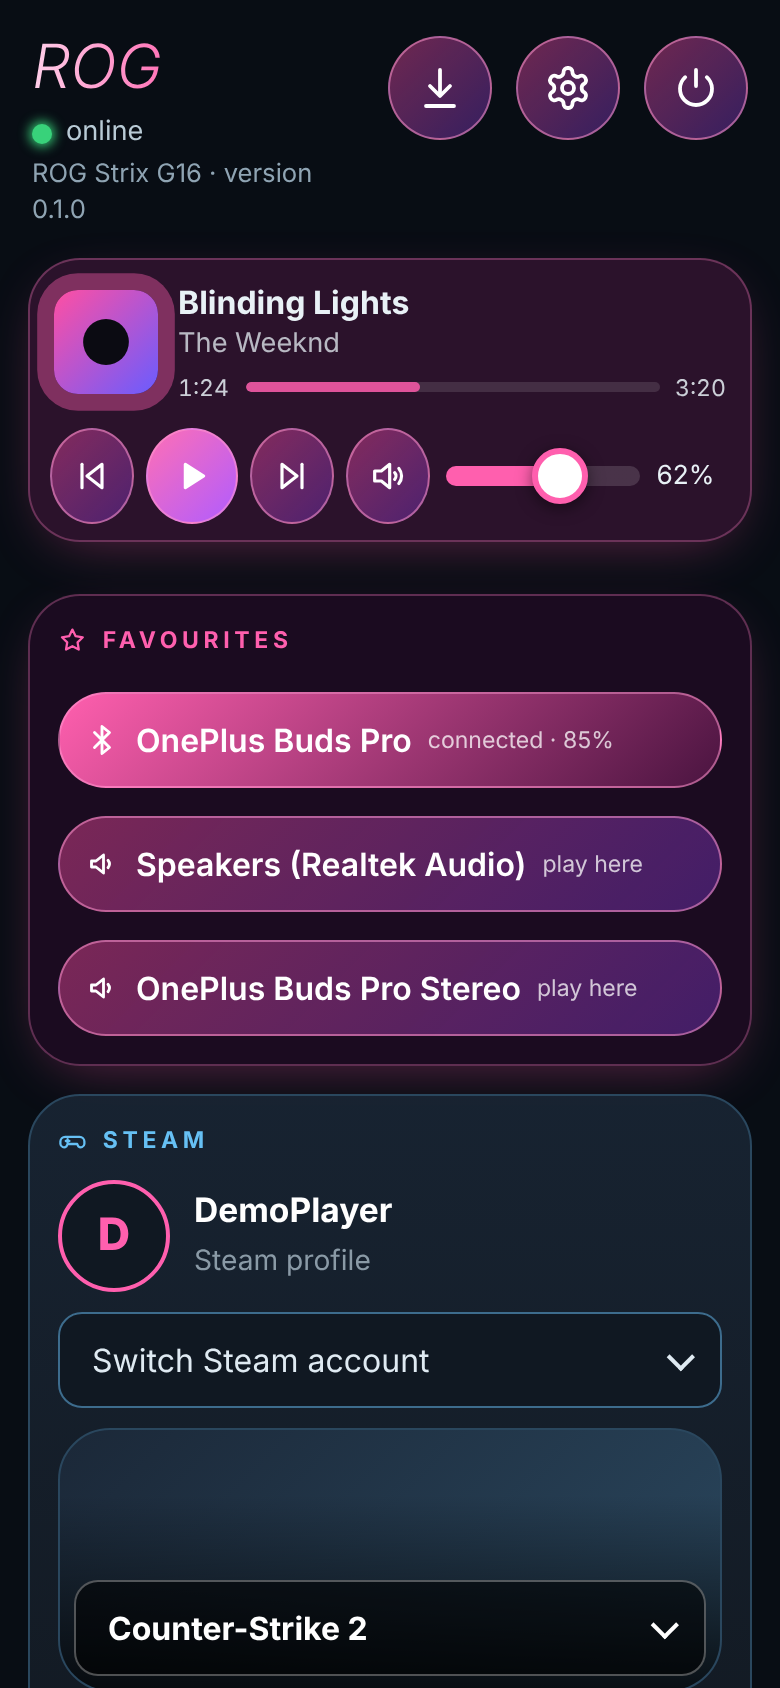 ROG
online
ROG Strix G16 · version
0.1.0
Blinding Lights
The Weeknd
1:24
3:20
62%
FAVOURITES
OnePlus Buds Pro connected · 85%
Speakers (Realtek Audio) play here
OnePlus Buds Pro Stereo play here
STEAM
D
DemoPlayer
Steam profile
Switch Steam account
Counter-Strike 2